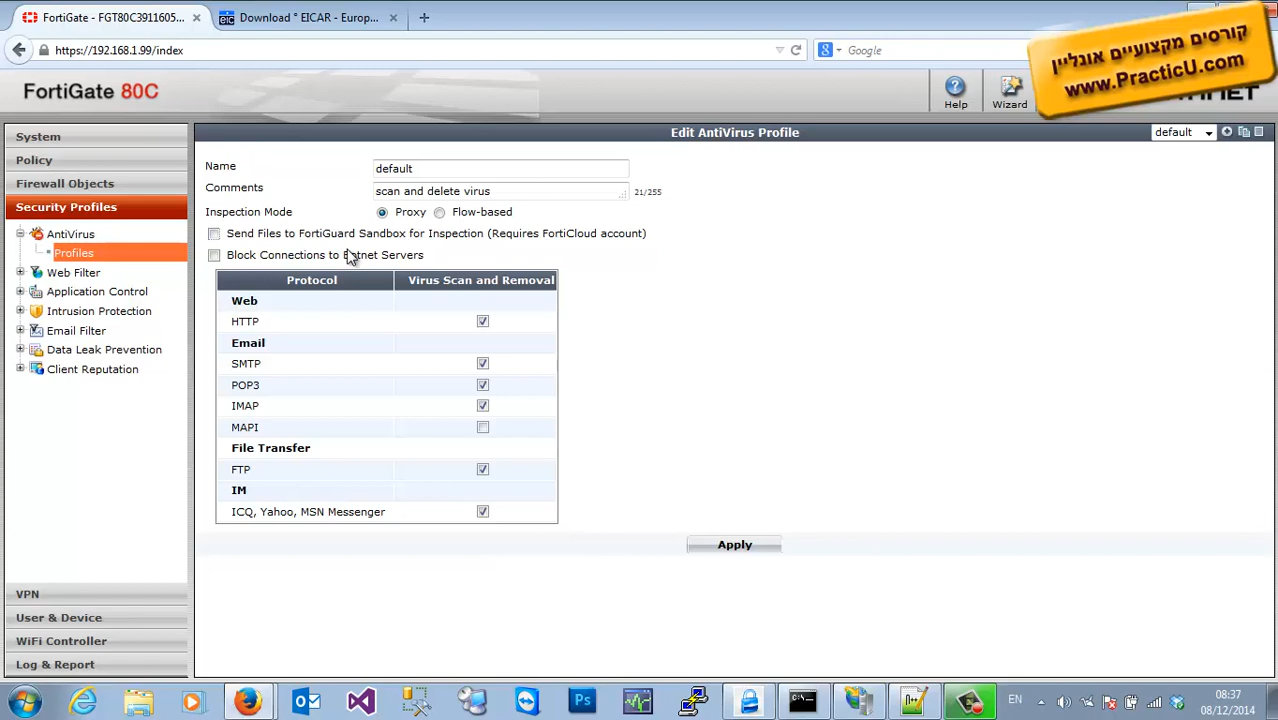 FortiGate - FGT80C3911605...
Download ° EICAR - Europ...
https://192.168.1.99/index
Google
קורסים מקצועיים אונליין
www.PracticU.com
FortiGate 80C
Help
Wizard
System
Policy
Firewall Objects
Security Profiles
AntiVirus
Profiles
Web Filter
Application Control
Intrusion Protection
Email Filter
Data Leak Prevention
Client Reputation
VPN
User & Device
WiFi Controller
Log & Report
Edit AntiVirus Profile
default
Name
default
Comments
scan and delete virus
21/255
Inspection Mode
Proxy
Flow-based
Send Files to FortiGuard Sandbox for Inspection (Requires FortiCloud account)
Block Connections to Botnet Servers
Protocol
Virus Scan and Removal
Web
HTTP
Email
SMTP
POP3
IMAP
MAPI
File Transfer
FTP
IM
ICQ, Yahoo, MSN Messenger
Apply
EN
08:37
08/12/2014